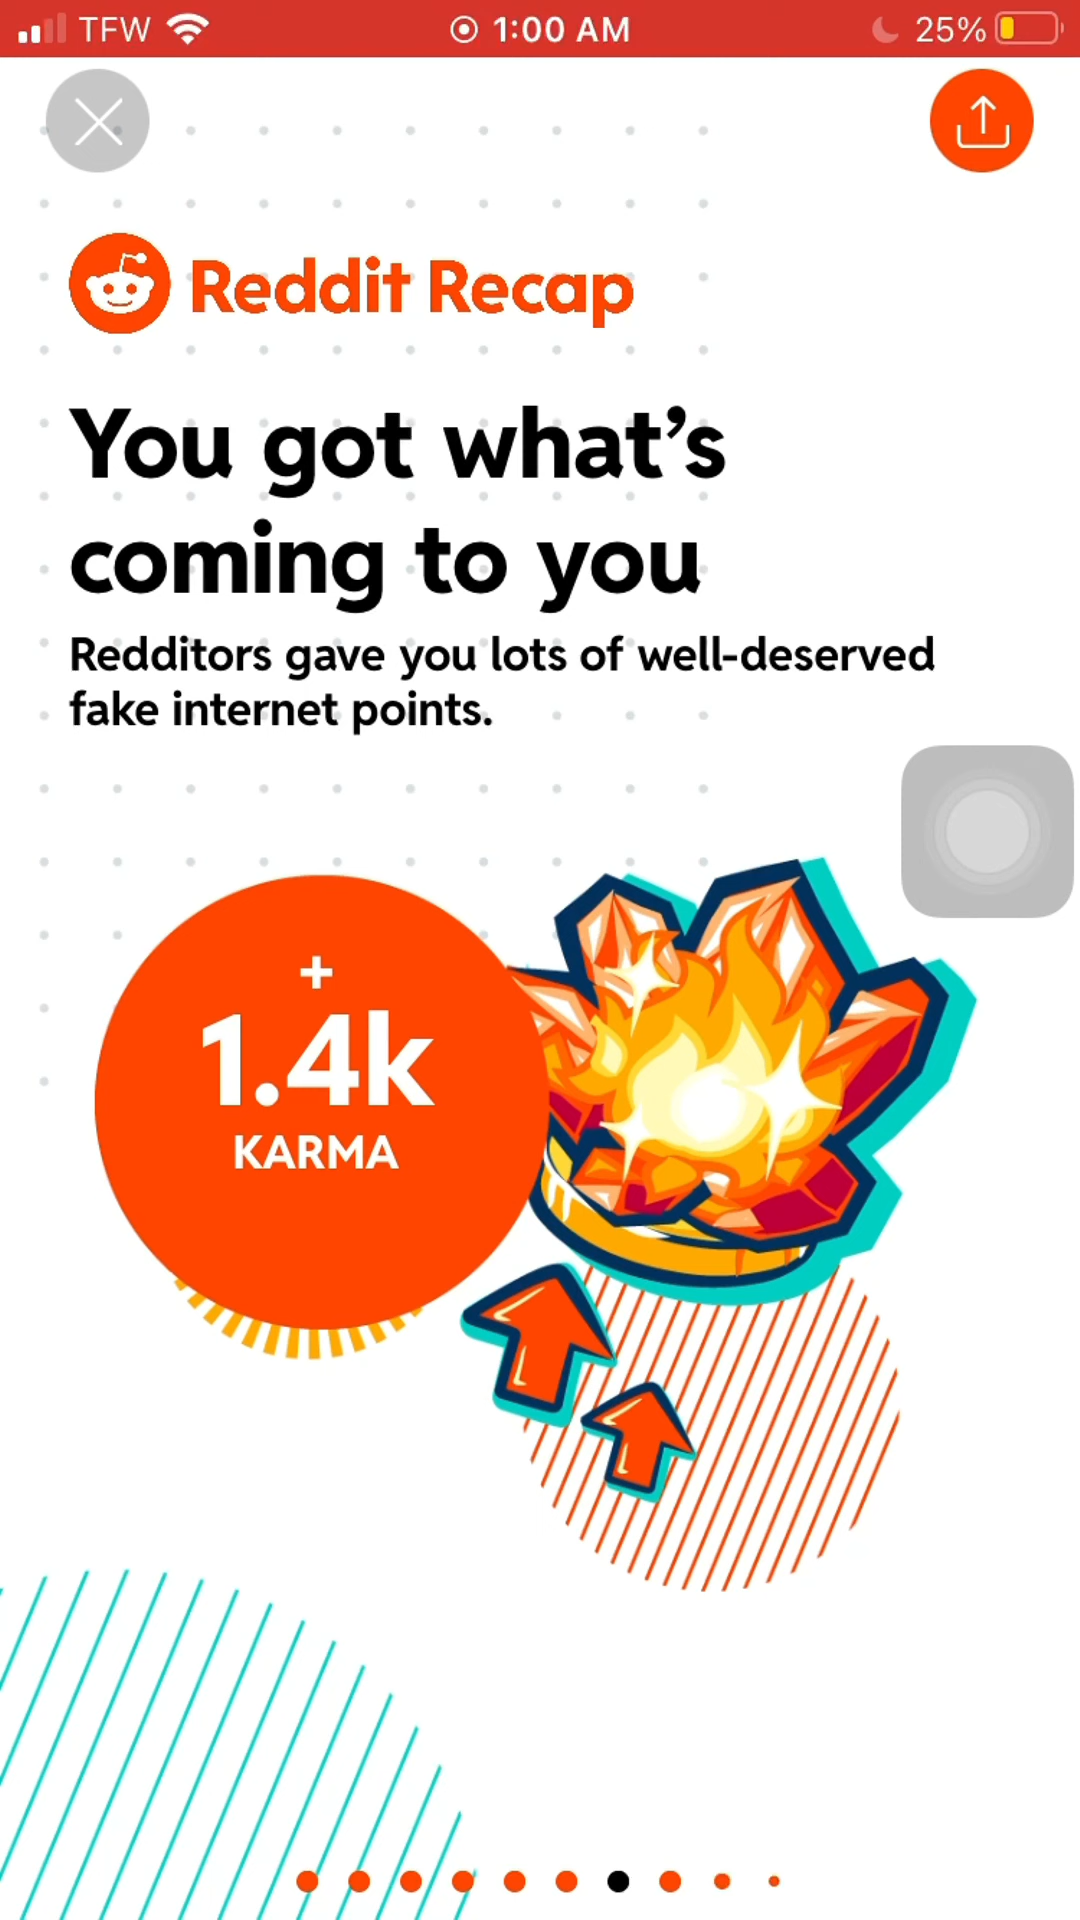 TFW 1:00 AM 25%
Reddit Recap
You got what's
coming to you
Redditors gave you lots of well-deserved
fake internet points.
+
1.4k
KARMA